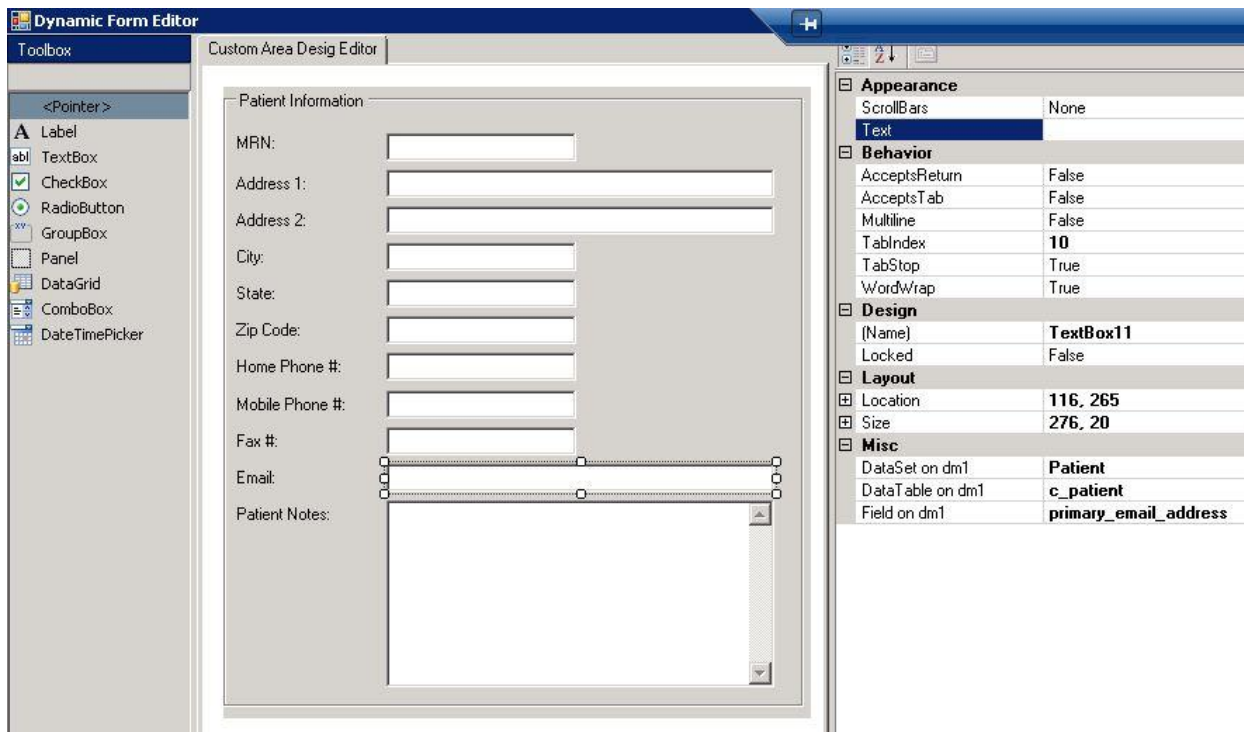 Dynamic Form Editor
Toolbox
<Pointer>
A Label
abl TextBox
CheckBox
RadioButton
xy GroupBox
Panel
DataGrid
ComboBox
DateTimePicker
Custom Area Desig Editor
Patient Information
MRN:
Address 1:
Address 2:
City:
State:
Zip Code:
Home Phone #:
Mobile Phone #:
Fax #:
Email:
Patient Notes:
A Z
Appearance
ScrollBars None
Text
Behavior
AcceptsReturn False
AcceptsTab False
Multiline False
TabIndex 10
TabStop True
WordWrap True
Design
(Name) TextBox11
Locked False
Layout
Location 116, 265
Size 276, 20
Misc
DataSet on dm1 Patient
DataTable on dm1 c_patient
Field on dm1 primary_email_address